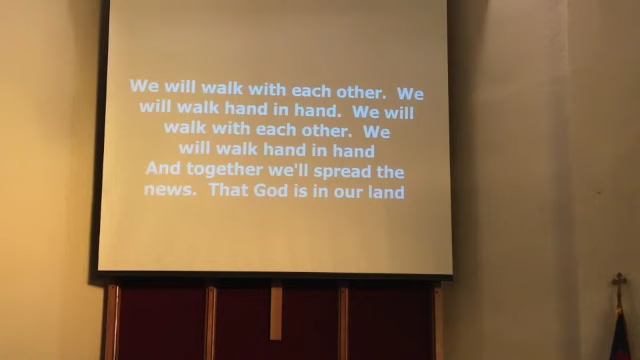 We will walk with each other.  We
will walk hand in hand.  We will
walk with each other.  We
will walk hand in hand
And together we'll spread the
news.  That God is in our land